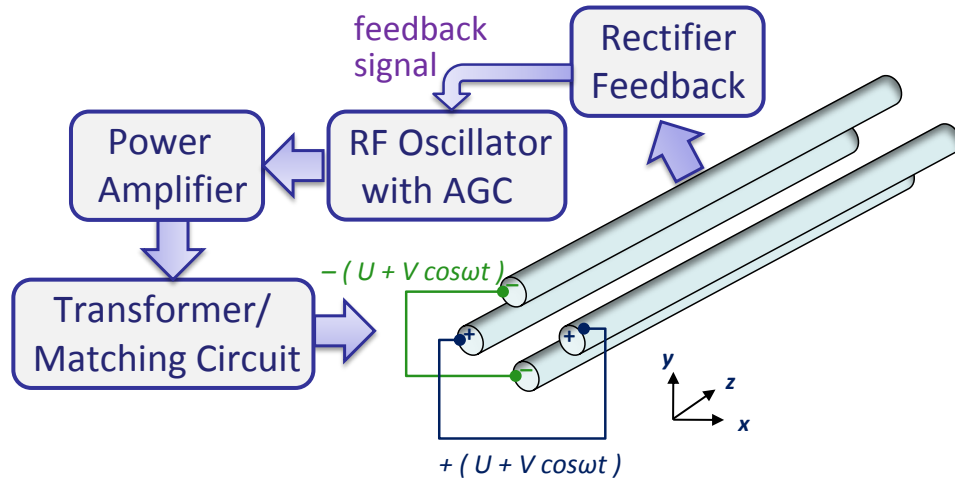 feedback
signal
Rectifier
Feedback
Power
Amplifier
RF Oscillator
with AGC
– ( U + V cosωt )
Transformer/
Matching Circuit
–
+
+
–
y
z
x
+ ( U + V cosωt )